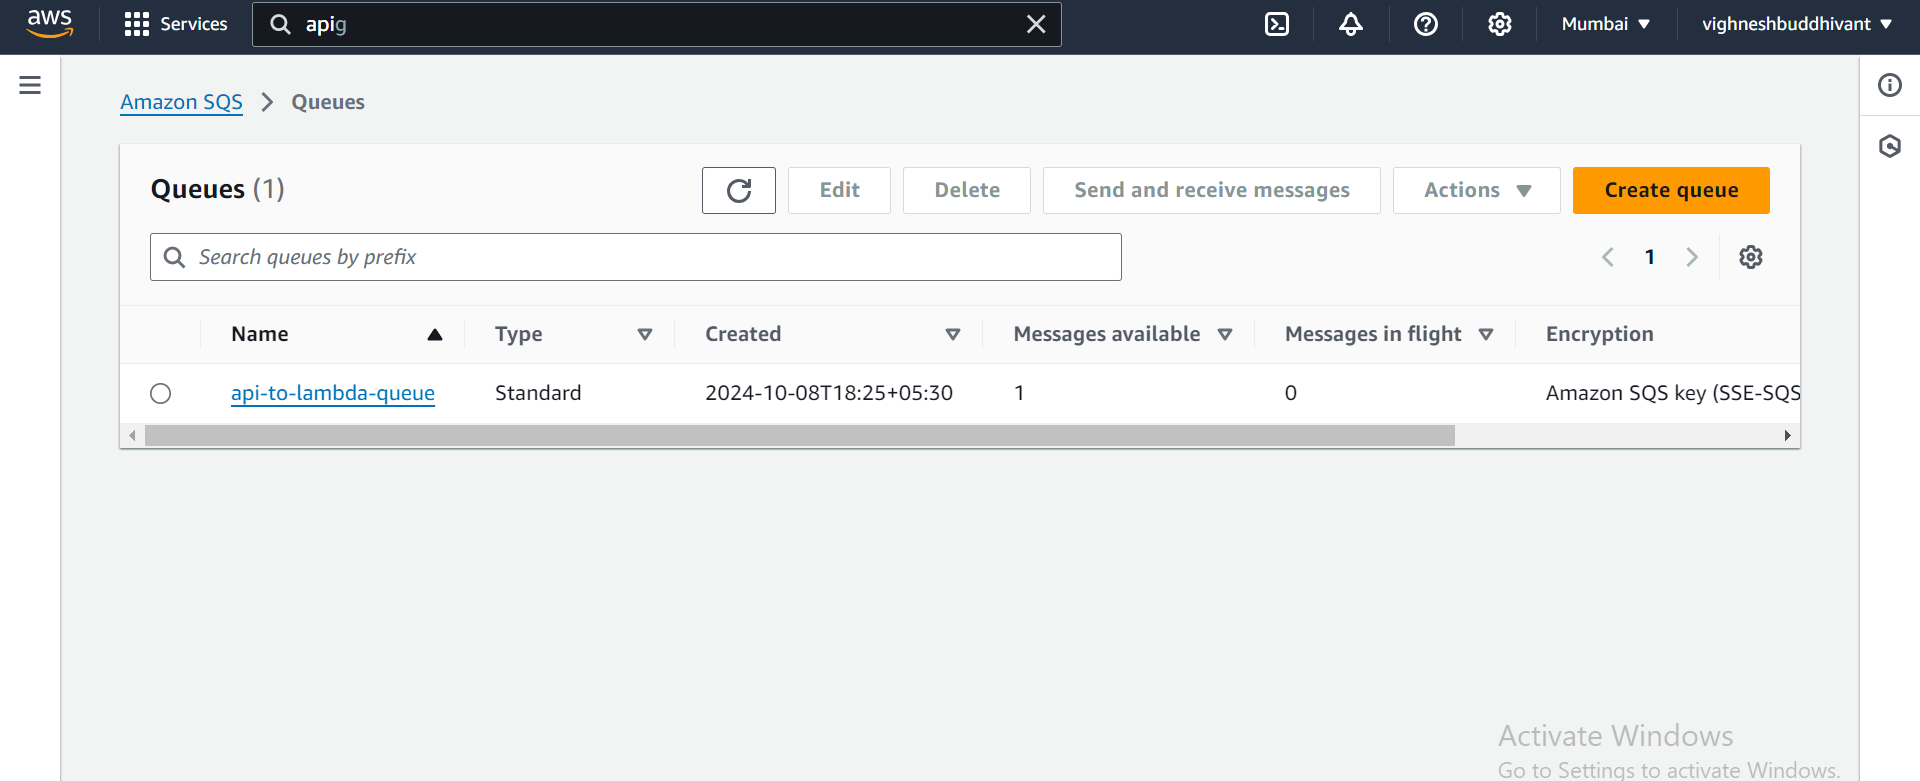 aws Services apig Mumbai vighneshbuddhivant
Amazon SQS Queues
Queues (1) Edit Delete Send and receive messages Actions Create queue
Search queues by prefix 1
Name Type Created Messages available Messages in flight Encryption
api-to-lambda-queue Standard 2024-10-08T18:25+05:30 1 0 Amazon SQS key (SSE-SQS
Activate Windows
Go to Settings to activate Windows.